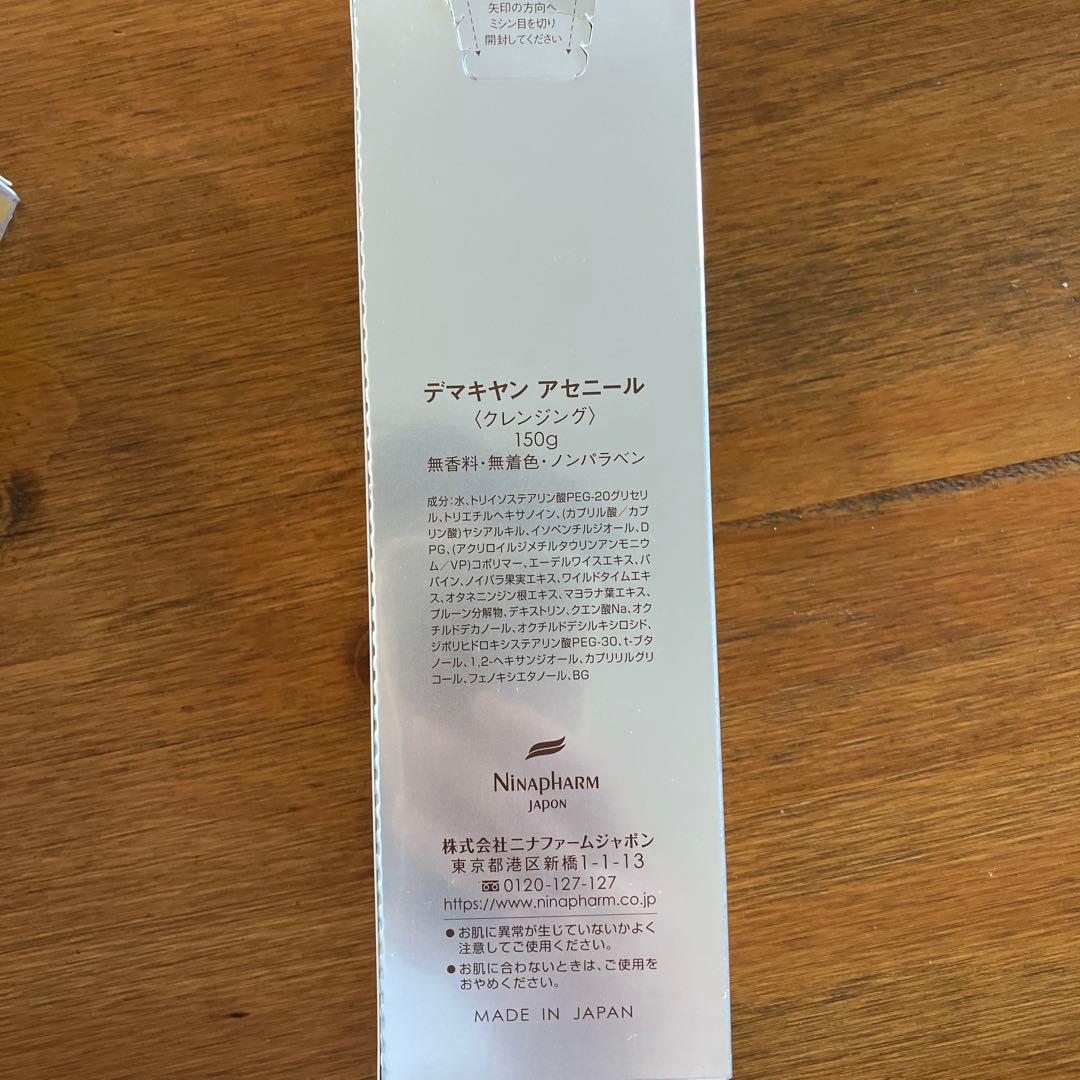 矢印の方向へ
ミシン目を切り
開封してください
デマキヤン アセニール
〈クレンジング〉
150g
無香料・無着色・ノンパラベン
成分：水、トリイソステアリン酸PEG-20グリセリ
ル、トリエチルヘキサノイン、(カプリル酸／カプ
リン酸)ヤシアルキル、イソペンチルジオール、D
PG、(アクリロイルジメチルタウリンアンモニウ
ム／VP)コポリマー、エーデルワイスエキス、パ
パイン、ノイバラ果実エキス、ワイルドタイムエキ
ス、オタネニンジン根エキス、マヨラナ葉エキス、
プルーン分解物、デキストリン、クエン酸Na、オク
チルドデカノール、オクチルドデシルキシロシド、
ジポリヒドロキシステアリン酸PEG-30、t-ブタ
ノール、1,2-ヘキサンジオール、カプリリルグリ
コール、フェノキシエタノール、BG
NINAPHARM
JAPON
株式会社ニナファームジャポン
東京都港区新橋1-1-13
0120-127-127
https://www.ninapharm.co.jp
●お肌に異常が生じていないかよく
注意してご使用ください。
●お肌に合わないときは、ご使用を
おやめください。
MADE IN JAPAN